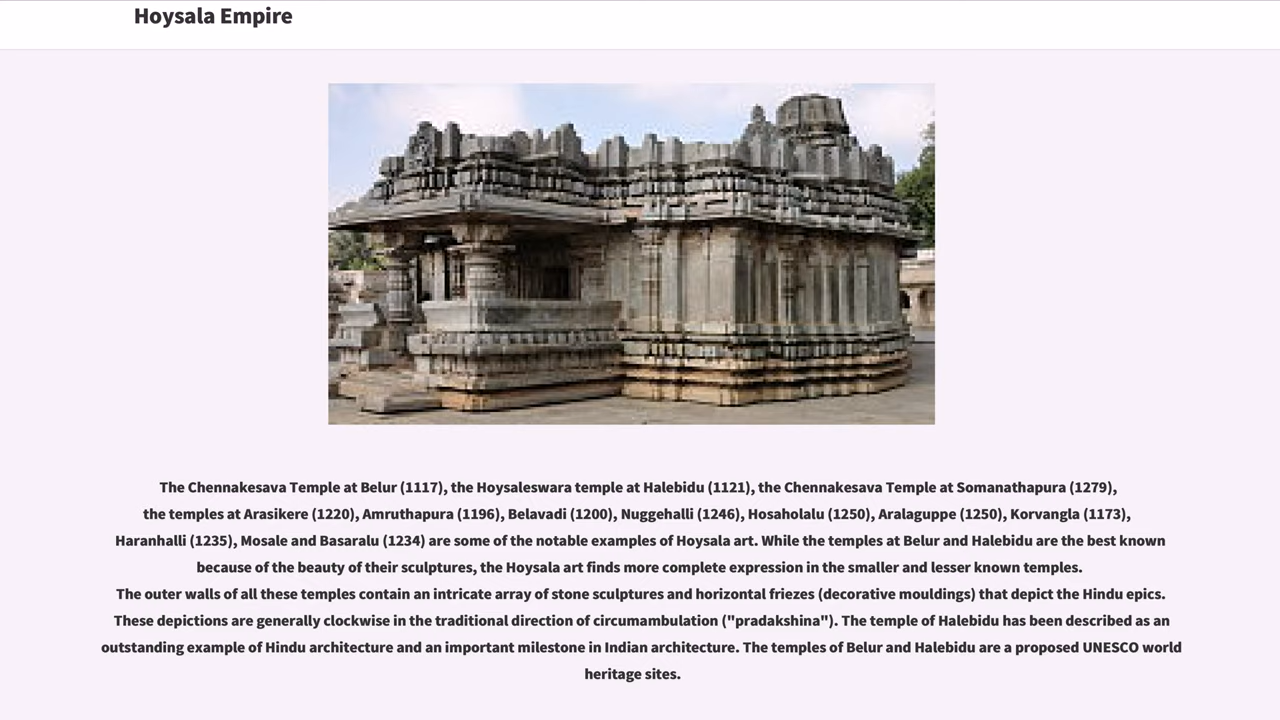 Hoysala Empire
The Chennakesava Temple at Belur (1117), the Hoysaleswara temple at Halebidu (1121), the Chennakesava Temple at Somanathapura (1279),
the temples at Arasikere (1220), Amruthapura (1196), Belavadi (1200), Nuggehalli (1246), Hosaholalu (1250), Aralaguppe (1250), Korvangla (1173),
Haranhalli (1235), Mosale and Basaralu (1234) are some of the notable examples of Hoysala art. While the temples at Belur and Halebidu are the best known
because of the beauty of their sculptures, the Hoysala art finds more complete expression in the smaller and lesser known temples.
The outer walls of all these temples contain an intricate array of stone sculptures and horizontal friezes (decorative mouldings) that depict the Hindu epics.
These depictions are generally clockwise in the traditional direction of circumambulation ("pradakshina"). The temple of Halebidu has been described as an
outstanding example of Hindu architecture and an important milestone in Indian architecture. The temples of Belur and Halebidu are a proposed UNESCO world
heritage sites.